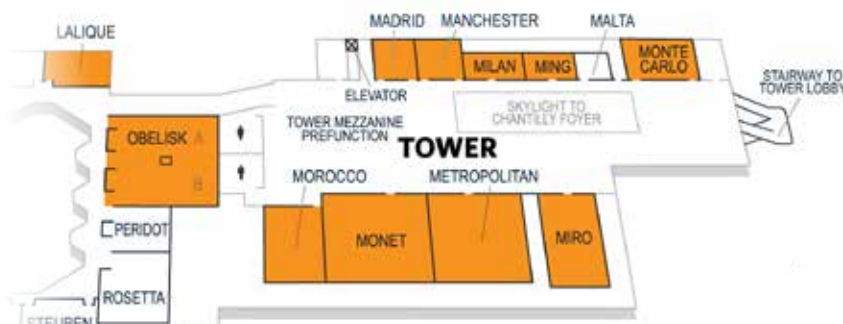 LALIQUE
MADRID
MANCHESTER
MALTA
MILAN
MING
MONTE
CARLO
STAIRWAY TO
TOWER LOBBY
ELEVATOR
SKYLIGHT TO
CHANTILLY FOYER
TOWER MEZZANINE
PREFUNCTION
TOWER
OBELISK A
B
MOROCCO
METROPOLITAN
MONET
MIRO
PERIDOT
ROSETTA
STEUBEN